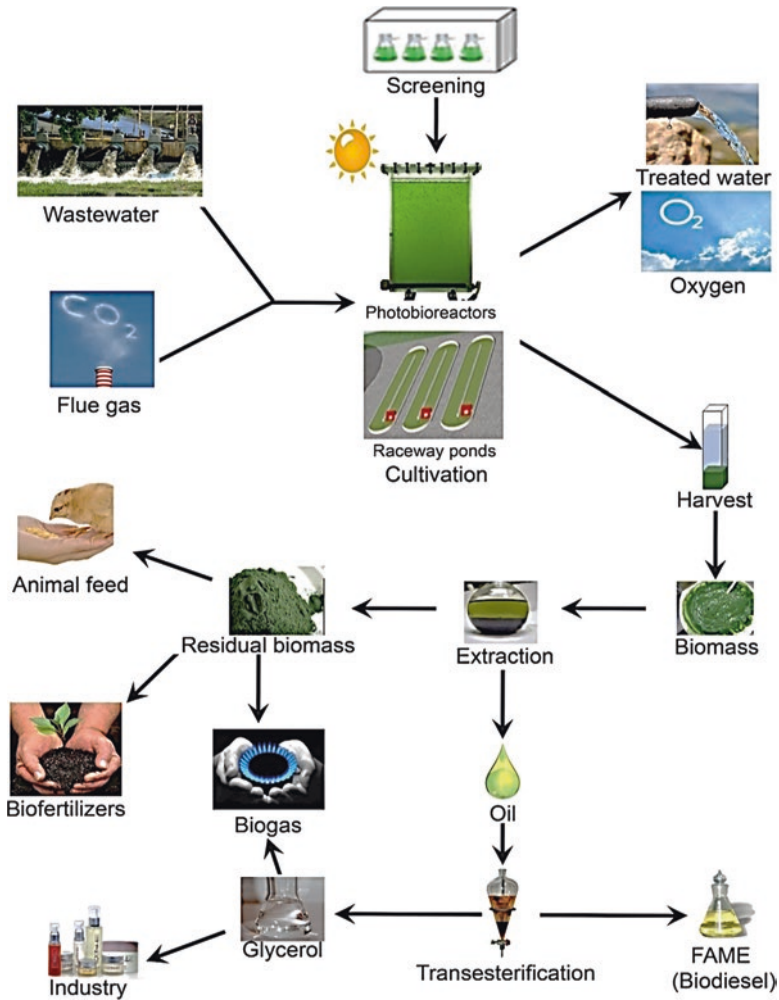 Screening
Wastewater
Treated water
O2
Oxygen
CO2
Flue gas
Photobioreactors
Raceway ponds
Cultivation
Harvest
Animal feed
Residual biomass
Extraction
Biomass
Biofertilizers
Biogas
Oil
Glycerol
Transesterification
FAME
(Biodiesel)
Industry